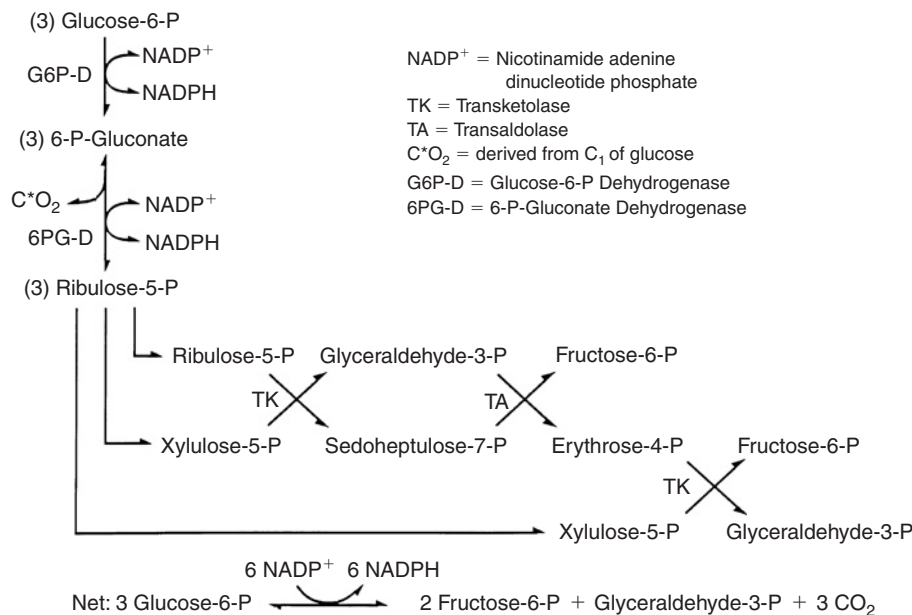 (3) Glucose-6-P
NADP+
G6P-D
NADPH
(3) 6-P-Gluconate
C*O2
NADP+
6PG-D
NADPH
(3) Ribulose-5-P
NADP+ = Nicotinamide adenine
dinucleotide phosphate
TK = Transketolase
TA = Transaldolase
C*O2 = derived from C1 of glucose
G6P-D = Glucose-6-P Dehydrogenase
6PG-D = 6-P-Gluconate Dehydrogenase
Ribulose-5-P Glyceraldehyde-3-P Fructose-6-P
TK TA
Xylulose-5-P Sedoheptulose-7-P Erythrose-4-P Fructose-6-P
TK
Xylulose-5-P Glyceraldehyde-3-P
6 NADP+ 6 NADPH
Net: 3 Glucose-6-P 2 Fructose-6-P + Glyceraldehyde-3-P + 3 CO2